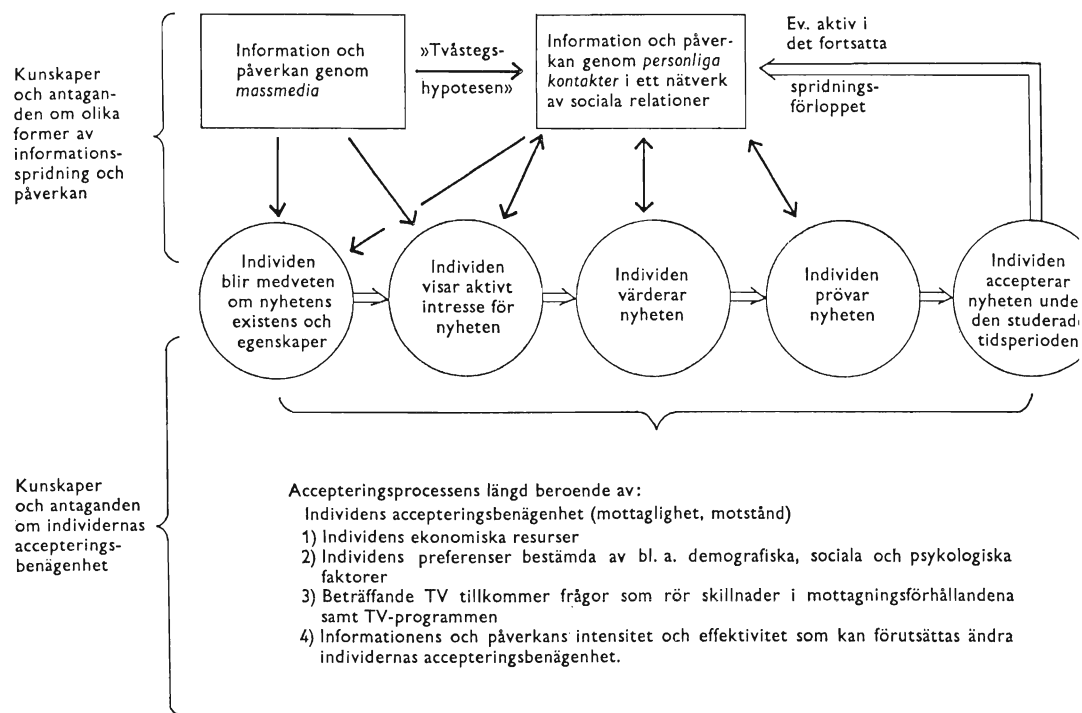 Kunskaper
och antagan-
den om olika
former av
informations-
spridning och
påverkan
Information och
påverkan genom
massmedia
»Tvåstegs-
hypotesen»
Information och påver-
kan genom personliga
kontakter i ett nätverk
av sociala relationer
Ev. aktiv i
det fortsatta
spridnings-
förloppet
Individen
blir medveten
om nyhetens
existens och
egenskaper
Individen
visar aktivt
intresse för
nyheten
Individen
värderar
nyheten
Individen
prövar
nyheten
Individen
accepterar
nyheten unde
den studerad
tidsperioden
Kunskaper
och antaganden
om individernas
accepterings-
benägenhet
Accepteringsprocessens längd beroende av:
Individens accepteringsbenägenhet (mottaglighet, motstånd)
1) Individens ekonomiska resurser
2) Individens preferenser bestämda av bl. a. demografiska, sociala och psykologiska
faktorer
3) Beträffande TV tillkommer frågor som rör skillnader i mottagningsförhållandena
samt TV-programmen
4) Informationens och påverkans intensitet och effektivitet som kan förutsättas ändra
individernas accepteringsbenägenhet.